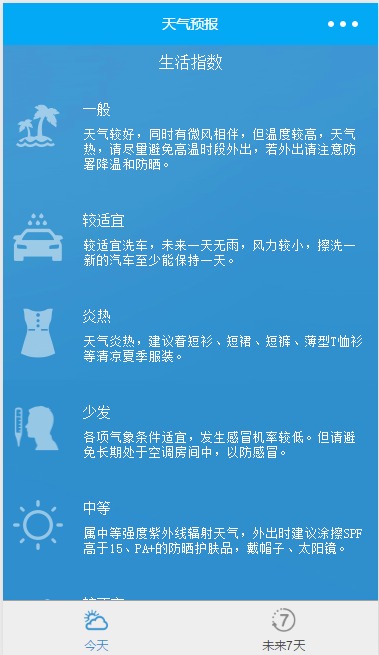 天气预报
生活指数
一般
天气较好，同时有微风相伴，但温度较高，天气
热，请尽量避免高温时段外出，若外出请注意防
暑降温和防晒。
较适宜
较适宜洗车，未来一天无雨，风力较小，擦洗一
新的汽车至少能保持一天。
炎热
天气炎热，建议着短衫、短裙、短裤、薄型T恤衫
等清凉夏季服装。
少发
各项气象条件适宜，发生感冒机率较低。但请避
免长期处于空调房间中，以防感冒。
中等
属中等强度紫外线辐射天气，外出时建议涂擦SPF
高于15、PA+的防晒护肤品，戴帽子、太阳镜。
7
今天
未来7天